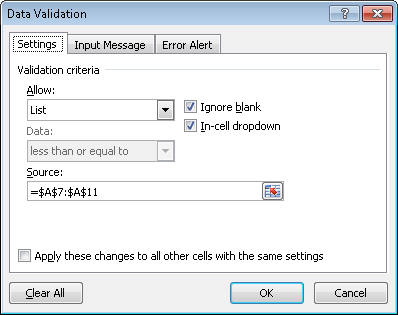 Data Validation
Settings Input Message Error Alert
Validation criteria
Allow:
List
Ignore blank
Data:
In-cell dropdown
less than or equal to
Source:
=$A$7:$A$11
Apply these changes to all other cells with the same settings
Clear All OK Cancel